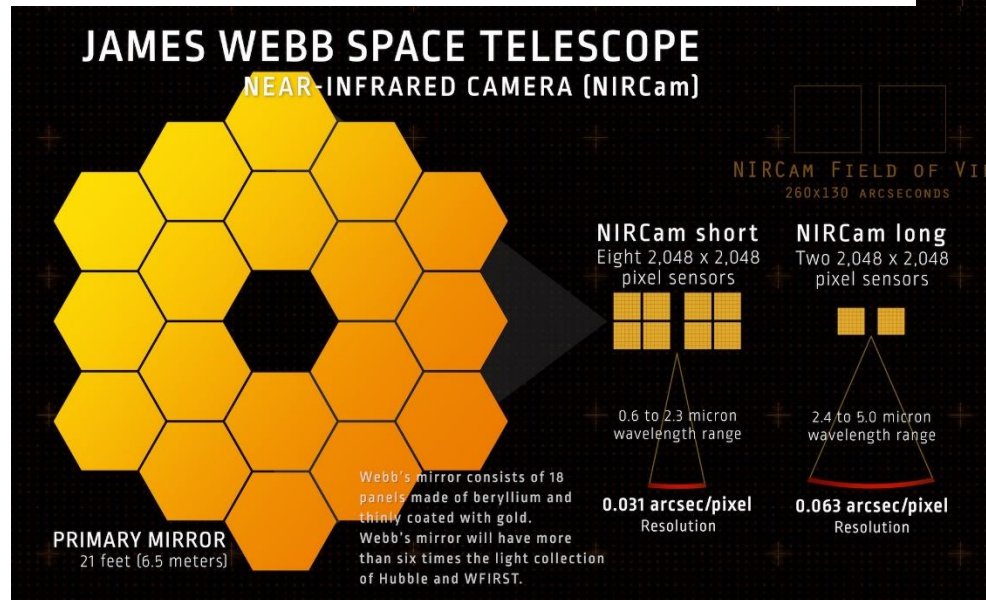 JAMES WEBB SPACE TELESCOPE
NEAR-INFRARED CAMERA (NIRCam)
NIRCam Field of Vi
260x130 arcseconds
NIRCam short
Eight 2,048 x 2,048
pixel sensors
NIRCam long
Two 2,048 x 2,048
pixel sensors
0.6 to 2.3 micron
wavelength range
2.4 to 5.0 micron
wavelength range
0.031 arcsec/pixel
Resolution
0.063 arcsec/pixel
Resolution
Webb's mirror consists of 18
panels made of beryllium and
thinly coated with gold.
Webb's mirror will have more
than six times the light collection
of Hubble and WFIRST.
PRIMARY MIRROR
21 feet (6.5 meters)